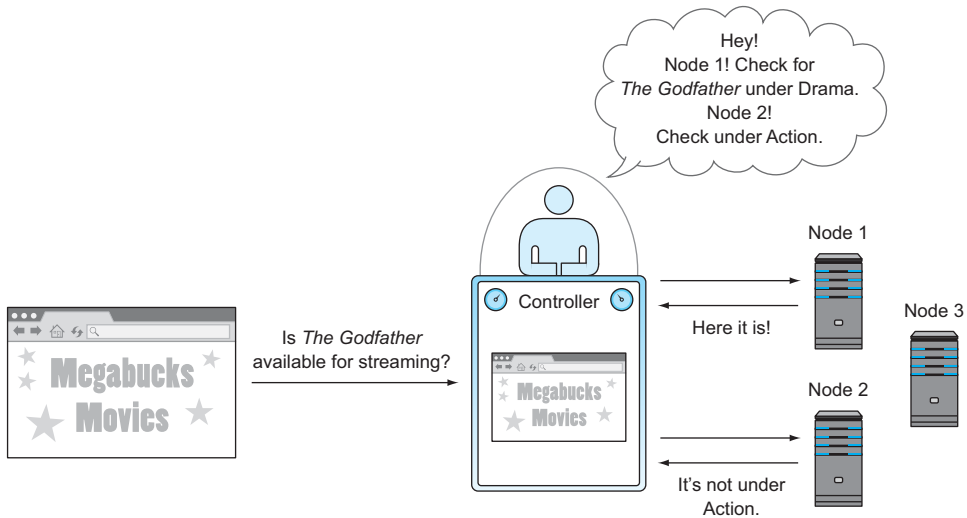 Hey!
Node 1! Check for
The Godfather under Drama.
Node 2!
Check under Action.
Node 1
Controller
Node 3
Here it is!
Is The Godfather
available for streaming?
Megabucks
Movies
Megabucks
Movies
Node 2
It’s not under
Action.